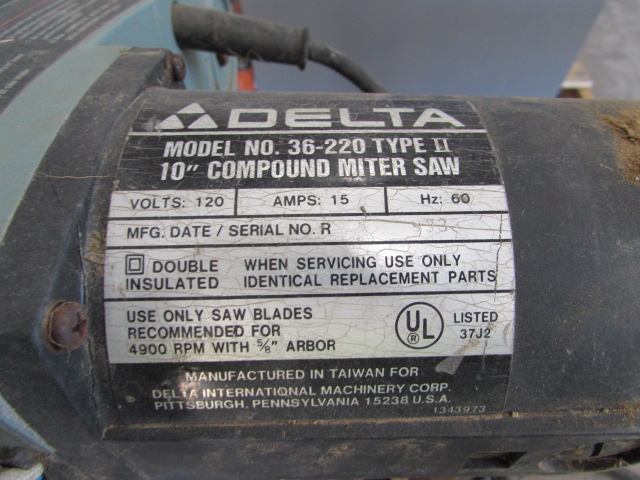 DELTA
MODEL NO. 36-220 TYPE II
10" COMPOUND MITER SAW
VOLTS: 120 AMPS: 15 Hz: 60
MFG. DATE / SERIAL NO. R
DOUBLE INSULATED
WHEN SERVICING USE ONLY
IDENTICAL REPLACEMENT PARTS
USE ONLY SAW BLADES
RECOMMENDED FOR
4900 RPM WITH 5/8" ARBOR
UL
LISTED
37J2
MANUFACTURED IN TAIWAN FOR
DELTA INTERNATIONAL MACHINERY CORP.
PITTSBURGH, PENNSYLVANIA 15238 U.S.A.
1343973